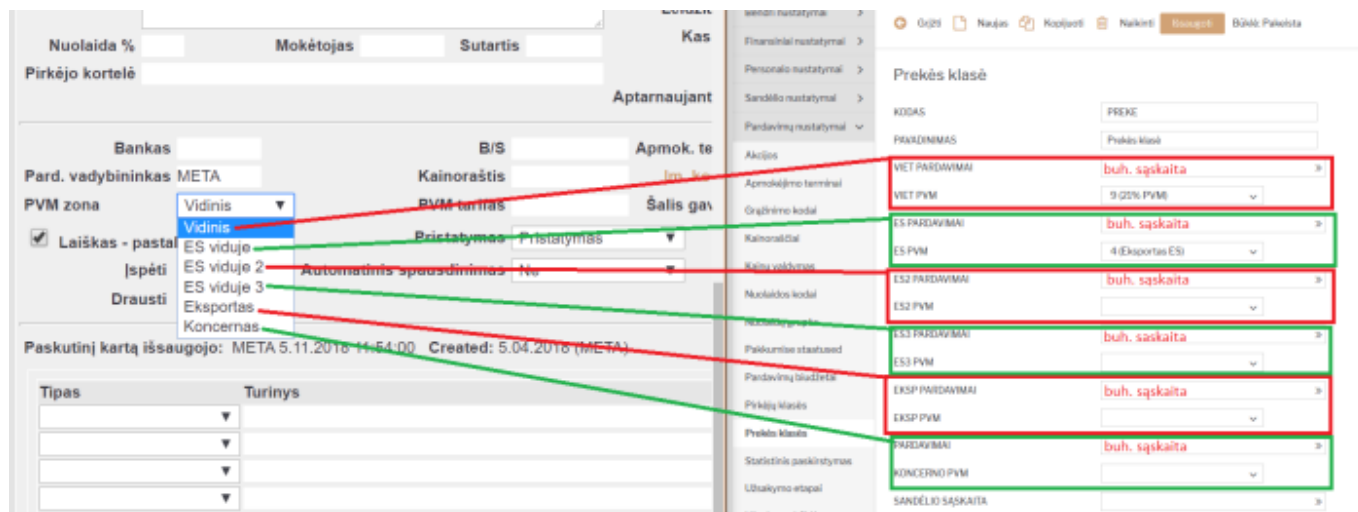 Nuolaida %
Mokėtojas
Sutartis
Kas
Pirkėjo kortelė
Aptarnaujant
Bankas
B/S
Apmok. te
Pard. vadybininkas META
Kainoraštis
PVM zona
Vidinis
PVM tarifas
Šalis gav
Vidinis
ES viduje
ES viduje 2
ES viduje 3
Eksportas
Koncernas
Laiškas - pastal
Pristatymas
Pristatymas
Įspėti
Automatinis spausdinimas
Ne
Drausti
Paskutinį kartą išsaugojo: META 5.11.2018 11:54:00 Created: 5.04.2018 (META)
Tipas
Turinys
Finansiniai nustatymai
Personalo nustatymai
Sandėlio nustatymai
Pardavimų nustatymai
Akcijos
Apmokėjimo terminai
Grąžinimo kodai
Kainoraščiai
Kainų valdymas
Nuolaidos kodai
Pakkumise staatused
Pardavimų biudžetai
Pirkėjų klasės
Prekės klasės
Statistinis paskirstymas
Užsakymo etapai
Grįžti
Naujas
Kopijuoti
Naikinti
Išsaugoti
Būklė: Pakeista
Prekės klasė
KODAS
PREKE
PAVADINIMAS
Prekės klasė
VIET PARDAVIMAI
buh. sąskaita
VIET PVM
9 (21% PVM)
ES PARDAVIMAI
buh. sąskaita
ES PVM
4 (Eksportas ES)
ES2 PARDAVIMAI
buh. sąskaita
ES2 PVM
ES3 PARDAVIMAI
buh. saskaita
ES3 PVM
EKSP PARDAVIMAI
buh. sąskaita
EKSP PVM
PARDAVIMAI
buh. sąskaita
KONCERNO PVM
SANDĖLIO SĄSKAITA